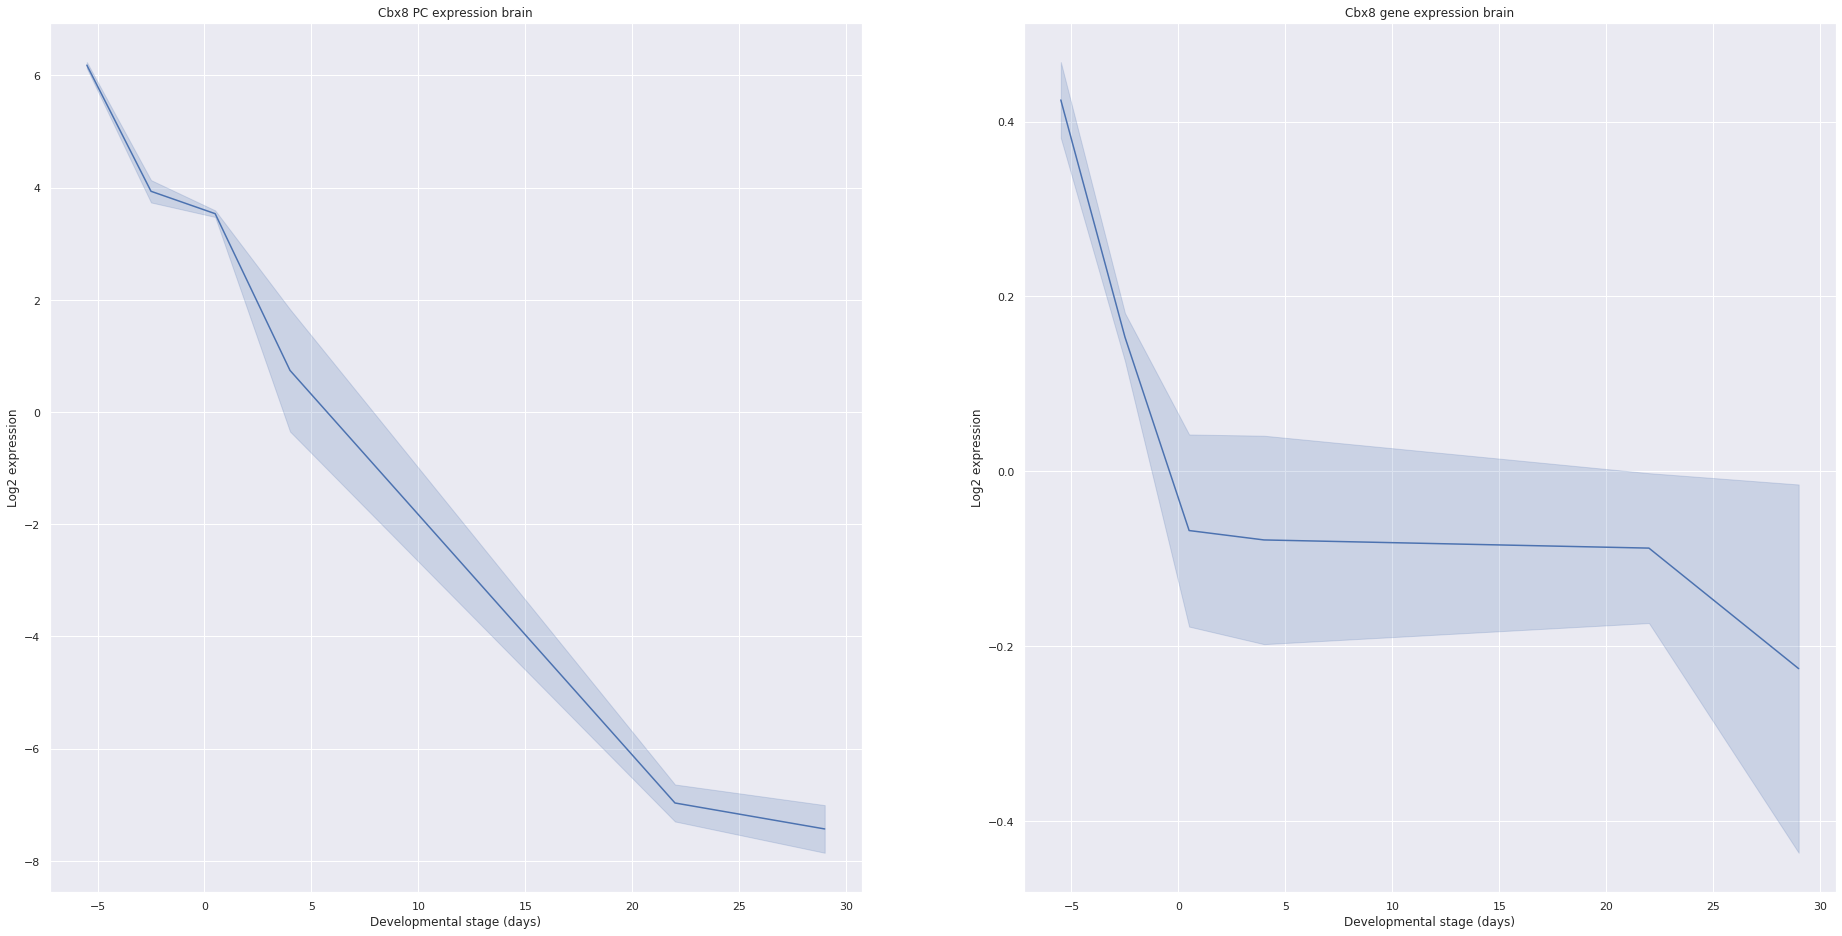 Cbx8 PC expression brain
Log2 expression
6
4
2
0
−2
−4
−6
−8
−5 0 5 10 15 20 25 30
Developmental stage (days)
Cbx8 gene expression brain
Log2 expression
0.4
0.2
0.0
−0.2
−0.4
−5 0 5 10 15 20 25 30
Developmental stage (days)